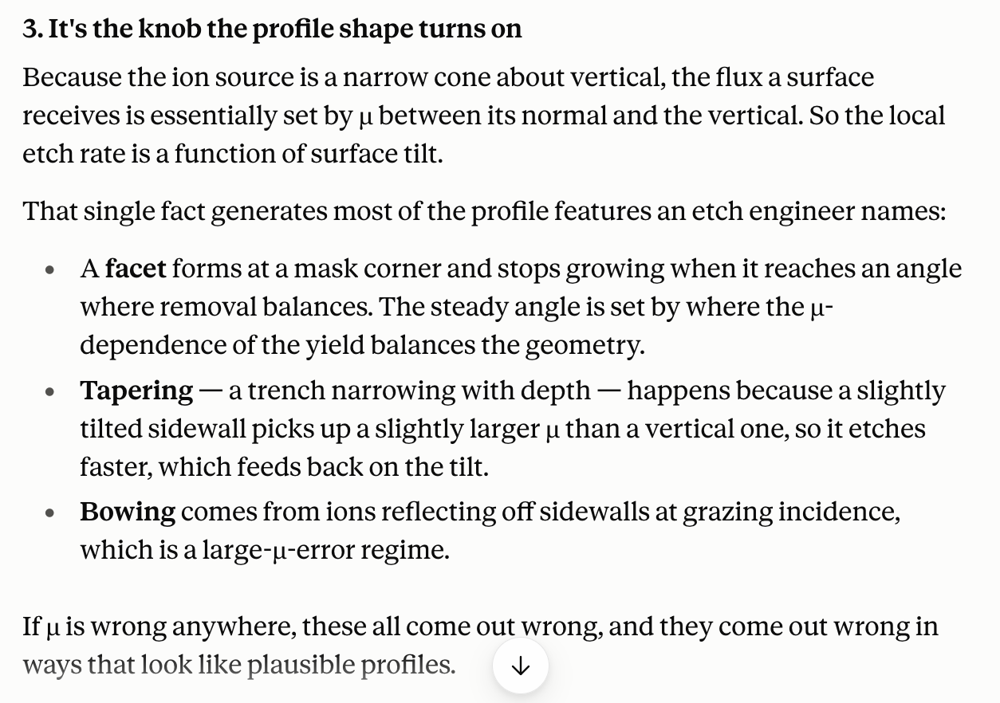 3. It's the knob the profile shape turns on
Because the ion source is a narrow cone about vertical, the flux a surface
receives is essentially set by μ between its normal and the vertical. So the local
etch rate is a function of surface tilt.
That single fact generates most of the profile features an etch engineer names:
• A facet forms at a mask corner and stops growing when it reaches an angle
where removal balances. The steady angle is set by where the μ-
dependence of the yield balances the geometry.
• Tapering — a trench narrowing with depth — happens because a slightly
tilted sidewall picks up a slightly larger μ than a vertical one, so it etches
faster, which feeds back on the tilt.
• Bowing comes from ions reflecting off sidewalls at grazing incidence,
which is a large-μ-error regime.
If μ is wrong anywhere, these all come out wrong, and they come out wrong in
ways that look like plausible profiles.